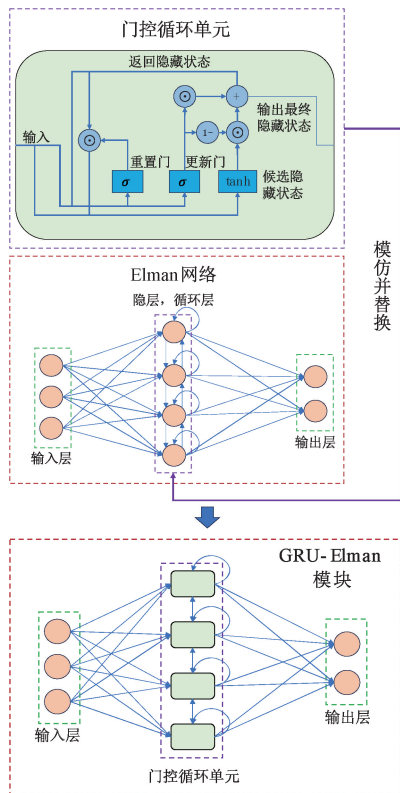 门控循环单元
返回隐藏状态
输入
输出最终
隐藏状态
+
1-
重置门
更新门
候选隐
藏状态
σ
σ
tanh
模仿并替换
Elman网络
隐层，循环层
输入层
输出层
GRU-Elman
模块
输入层
输出层
门控循环单元